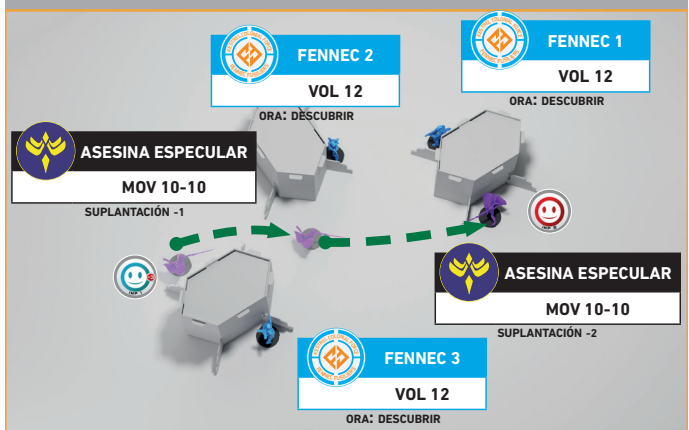 FENNEC 2
VOL 12
ORA: DESCUBRIR
FENNEC 1
VOL 12
ORA: DESCUBRIR
ASESINA ESPECULAR
MOV 10-10
SUPLANTACIÓN -1
ASESINA ESPECULAR
MOV 10-10
SUPLANTACIÓN -2
FENNEC 3
VOL 12
ORA: DESCUBRIR